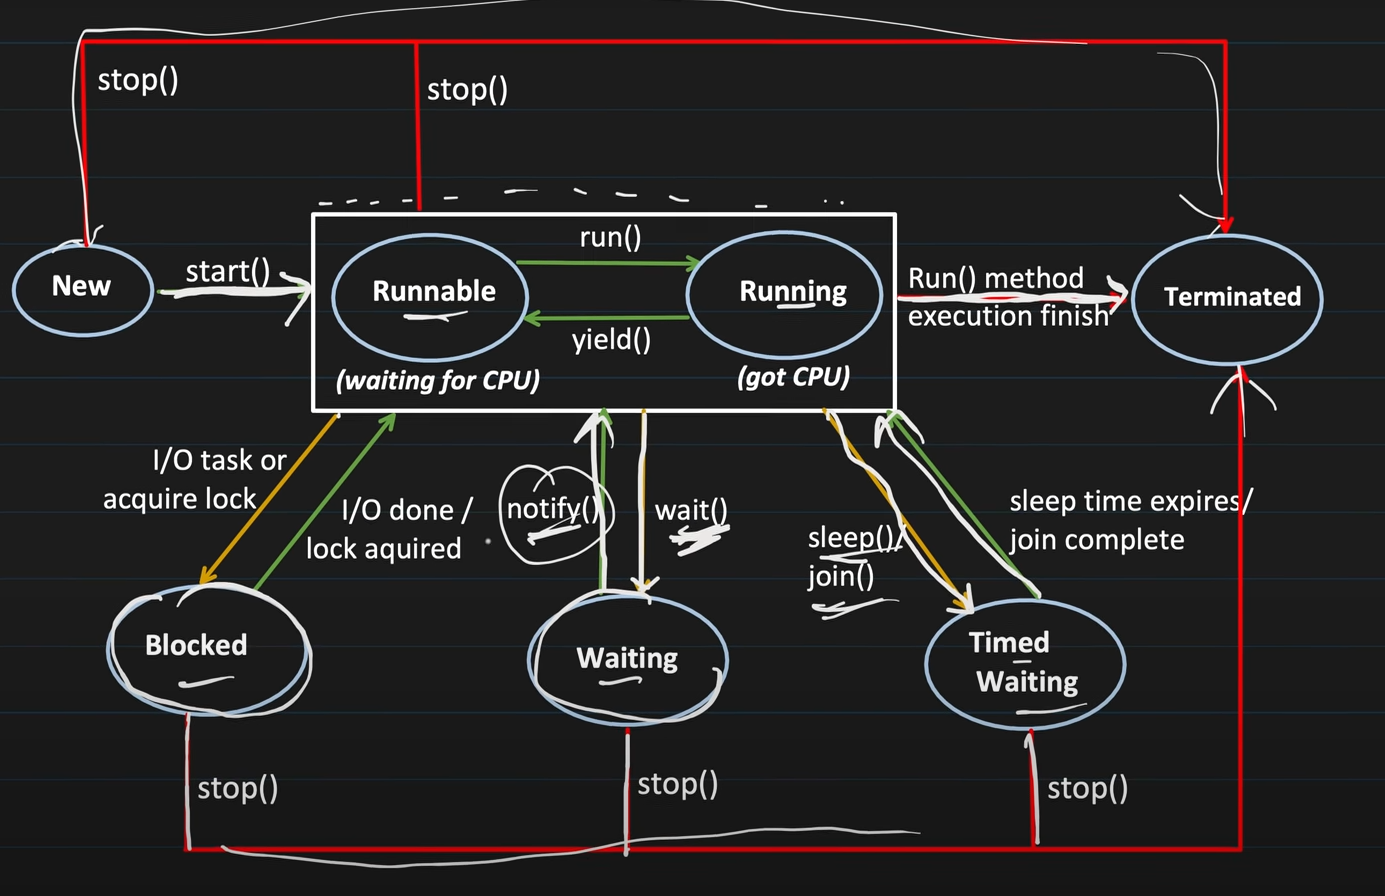 stop()
stop()
run()
start()
New
Runnable
Running
Run() method
execution finish
Terminated
yield()
(waiting for CPU)
(got CPU)
I/O task or
acquire lock
I/O done /
lock aquired
notify()
wait()
sleep()/
join()
sleep time expires/
join complete
Blocked
Waiting
Timed
Waiting
stop()
stop()
stop()